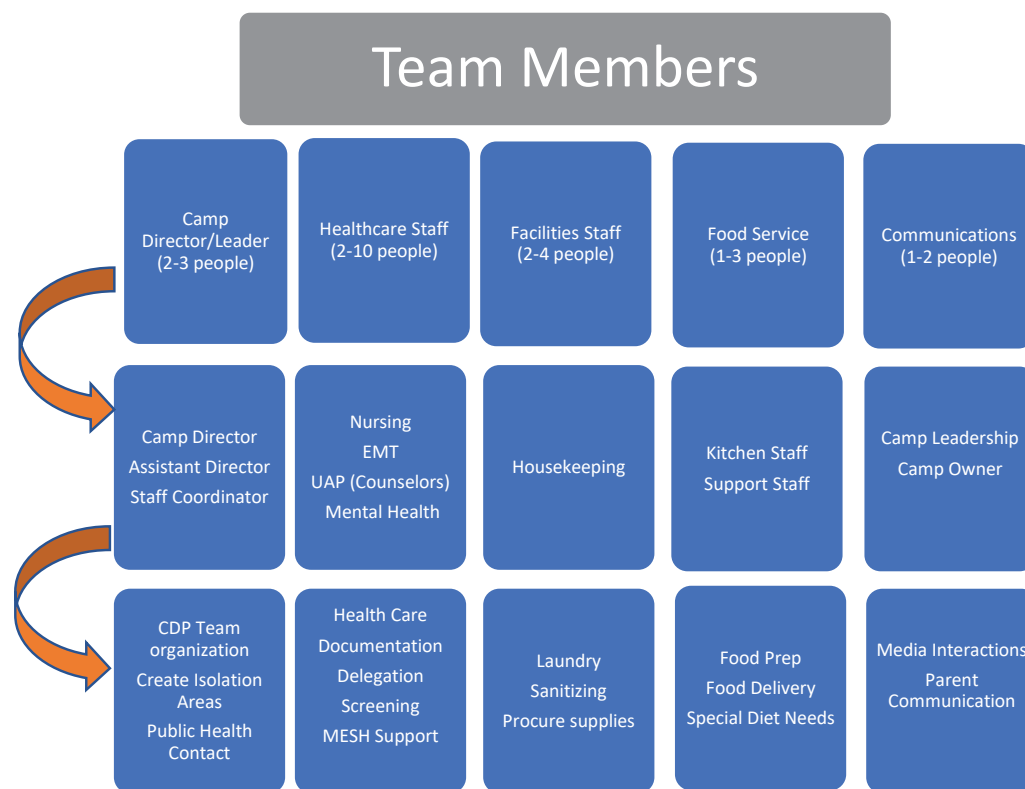 Team Members
Camp
Director/Leader
(2-3 people)
Healthcare Staff
(2-10 people)
Facilities Staff
(2-4 people)
Food Service
(1-3 people)
Communications
(1-2 people)
Camp Director
Assistant Director
Staff Coordinator
Nursing
EMT
UAP (Counselors)
Mental Health
Housekeeping
Kitchen Staff
Support Staff
Camp Leadership
Camp Owner
CDP Team
organization
Create Isolation
Areas
Public Health
Contact
Health Care
Documentation
Delegation
Screening
MESH Support
Laundry
Sanitizing
Procure supplies
Food Prep
Food Delivery
Special Diet Needs
Media Interactions
Parent
Communication